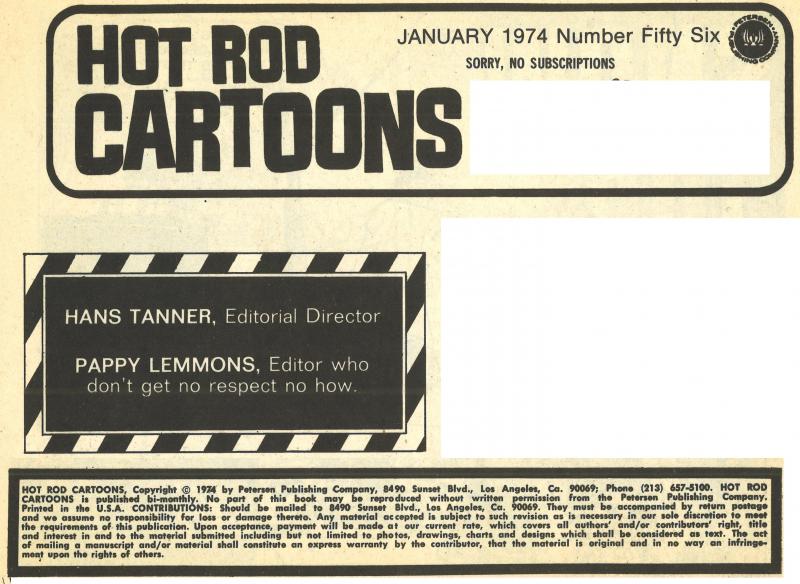 HOT ROD
CARTOONS
JANUARY 1974 Number Fifty Six
SORRY, NO SUBSCRIPTIONS
HANS TANNER, Editorial Director
PAPPY LEMMONS, Editor who
don't get no respect no how.
HOT ROD CARTOONS, Copyright © 1974 by Petersen Publishing Company, 8490 Sunset Blvd., Los Angeles, Ca. 90069; Phone (213) 657-5100. HOT ROD
CARTOONS is published bi-monthly. No part of this book may be reproduced without written permission from the Petersen Publishing Company.
Printed in the U.S.A. CONTRIBUTIONS: Should be mailed to 8490 Sunset Blvd., Los Angeles, Ca. 90069. They must be accompanied by return postage
and we assume no responsibility for loss or damage thereto. Any material accepted is subject to such revision as is necessary in our sole discretion to meet
the requirements of this publication. Upon acceptance, payment will be made at our current rate, which covers all authors' and/or contributors' right, title
and interest in and to the material submitted including but not limited to photos, drawings, charts and designs which shall be considered as text. The act
of mailing a manuscript and/or material shall constitute an express warranty by the contributor, that the material is original and in no way an infringe-
ment upon the rights of others.